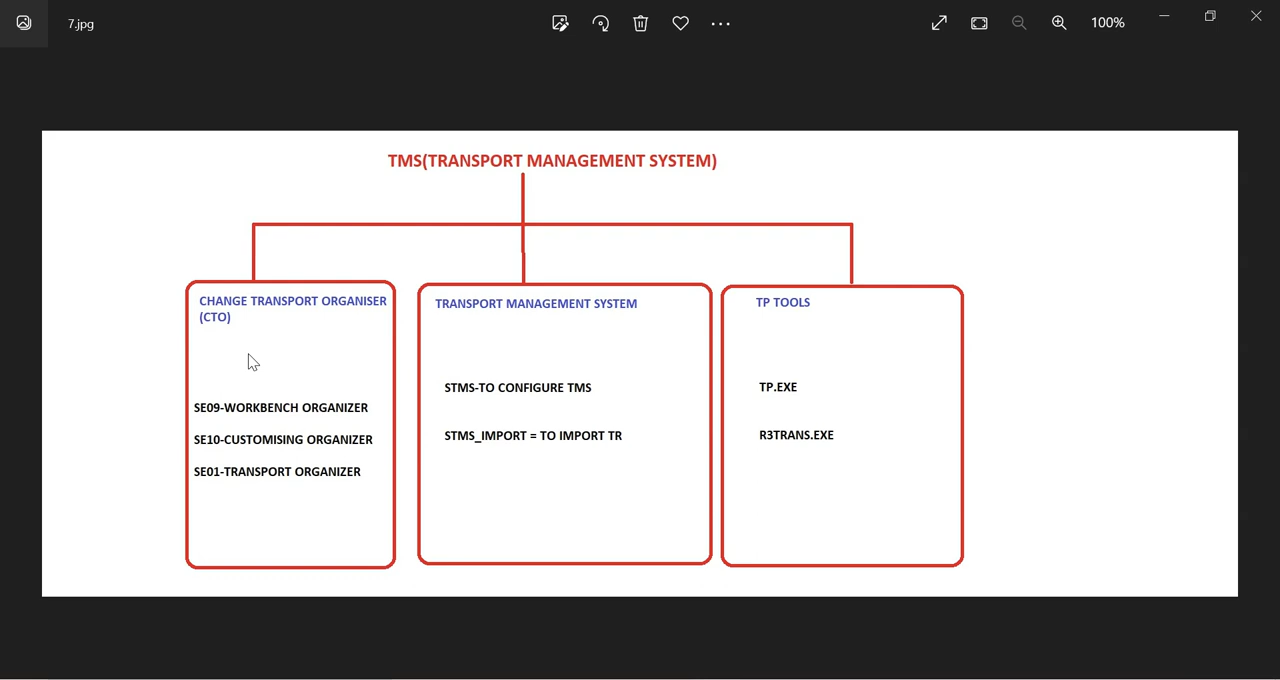 7.jpg
100%
TMS(TRANSPORT MANAGEMENT SYSTEM)
CHANGE TRANSPORT ORGANISER
(CTO)
SE09-WORKBENCH ORGANIZER
SE10-CUSTOMISING ORGANIZER
SE01-TRANSPORT ORGANIZER
TRANSPORT MANAGEMENT SYSTEM
STMS-TO CONFIGURE TMS
STMS_IMPORT = TO IMPORT TR
TP TOOLS
TP.EXE
R3TRANS.EXE